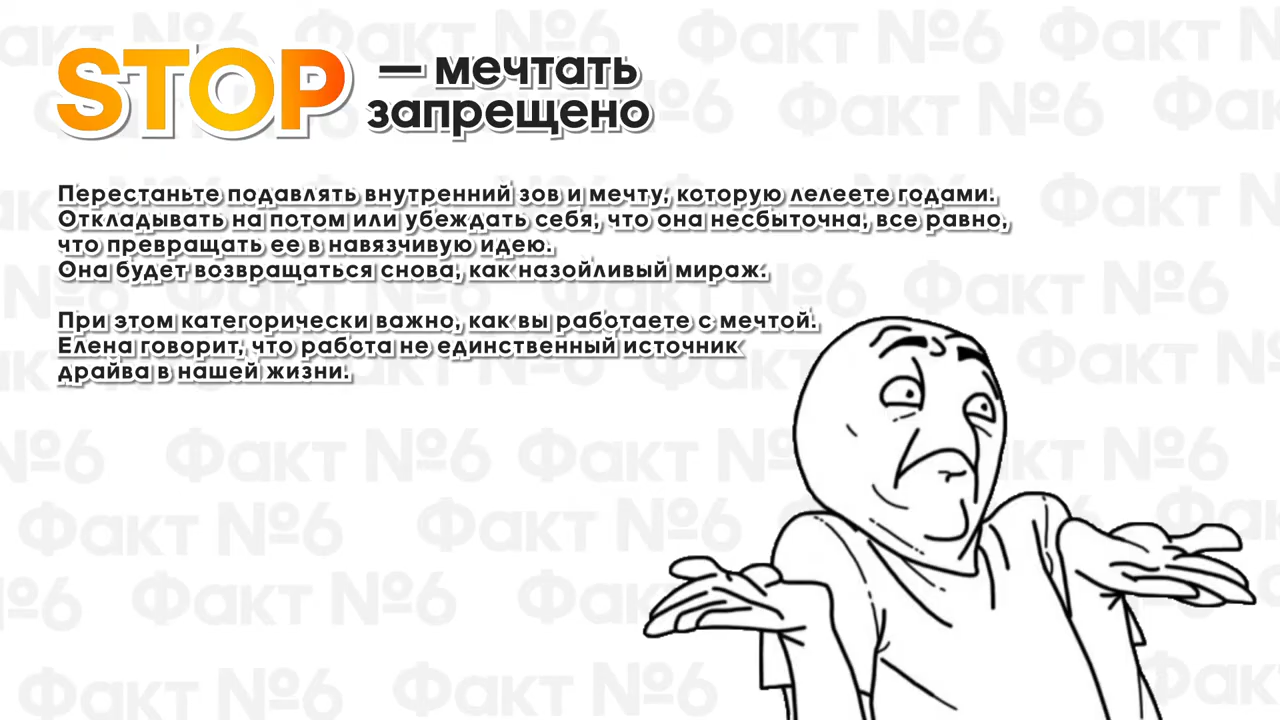 STOP — мечтать
запрещено
Перестаньте подавлять внутренний зов и мечту, которую лелеете годами.
Откладывать на потом или убеждать себя, что она несбыточна, все равно,
что превращать ее в навязчивую идею.
Она будет возвращаться снова, как назойливый мираж.
При этом категорически важно, как вы работаете с мечтой.
Елена говорит, что работа не единственный источник
драйва в нашей жизни.
Факт №6